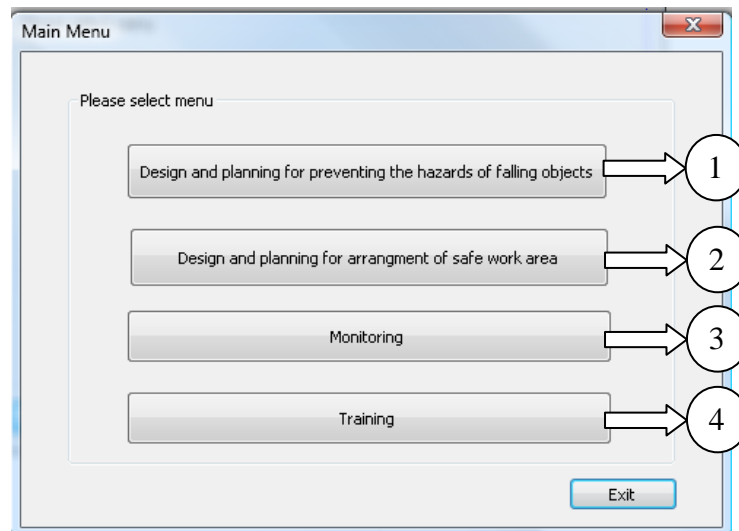 Main Menu
Please select menu
Design and planning for preventing the hazards of falling objects
1
Design and planning for arrangment of safe work area
2
Monitoring
3
Training
4
Exit